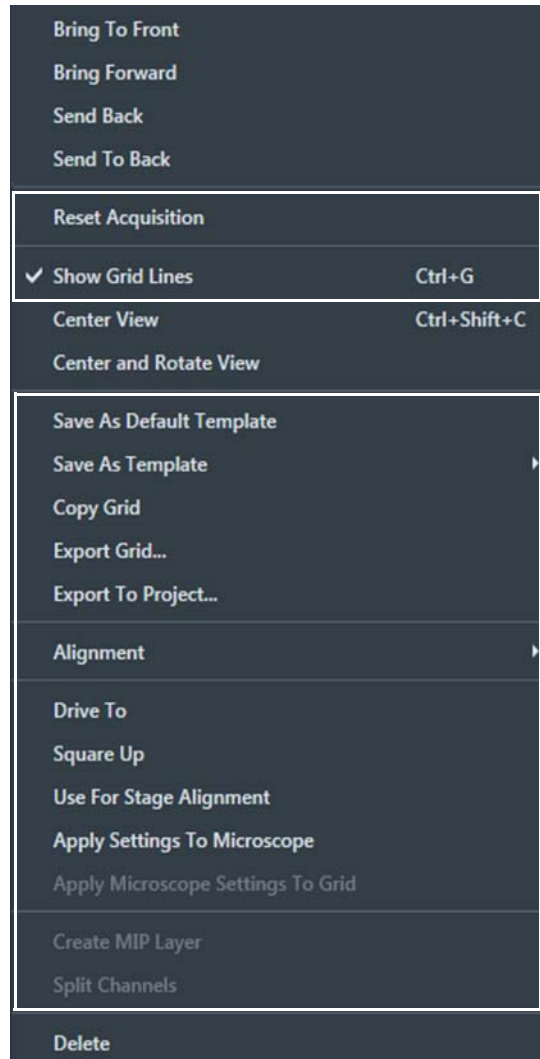 Bring To Front
Bring Forward
Send Back
Send To Back
Reset Acquisition
Show Grid Lines Ctrl+G
Center View Ctrl+Shift+C
Center and Rotate View
Save As Default Template
Save As Template
Copy Grid
Export Grid...
Export To Project...
Alignment
Drive To
Square Up
Use For Stage Alignment
Apply Settings To Microscope
Apply Microscope Settings To Grid
Create MIP Layer
Split Channels
Delete